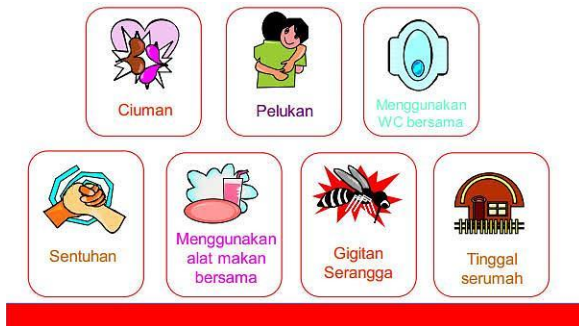 Ciuman
Pelukan
Menggunakan
WC bersama
Sentuhan
Menggunakan
alat makan
bersama
Gigitan
Serangga
Tinggal
serumah